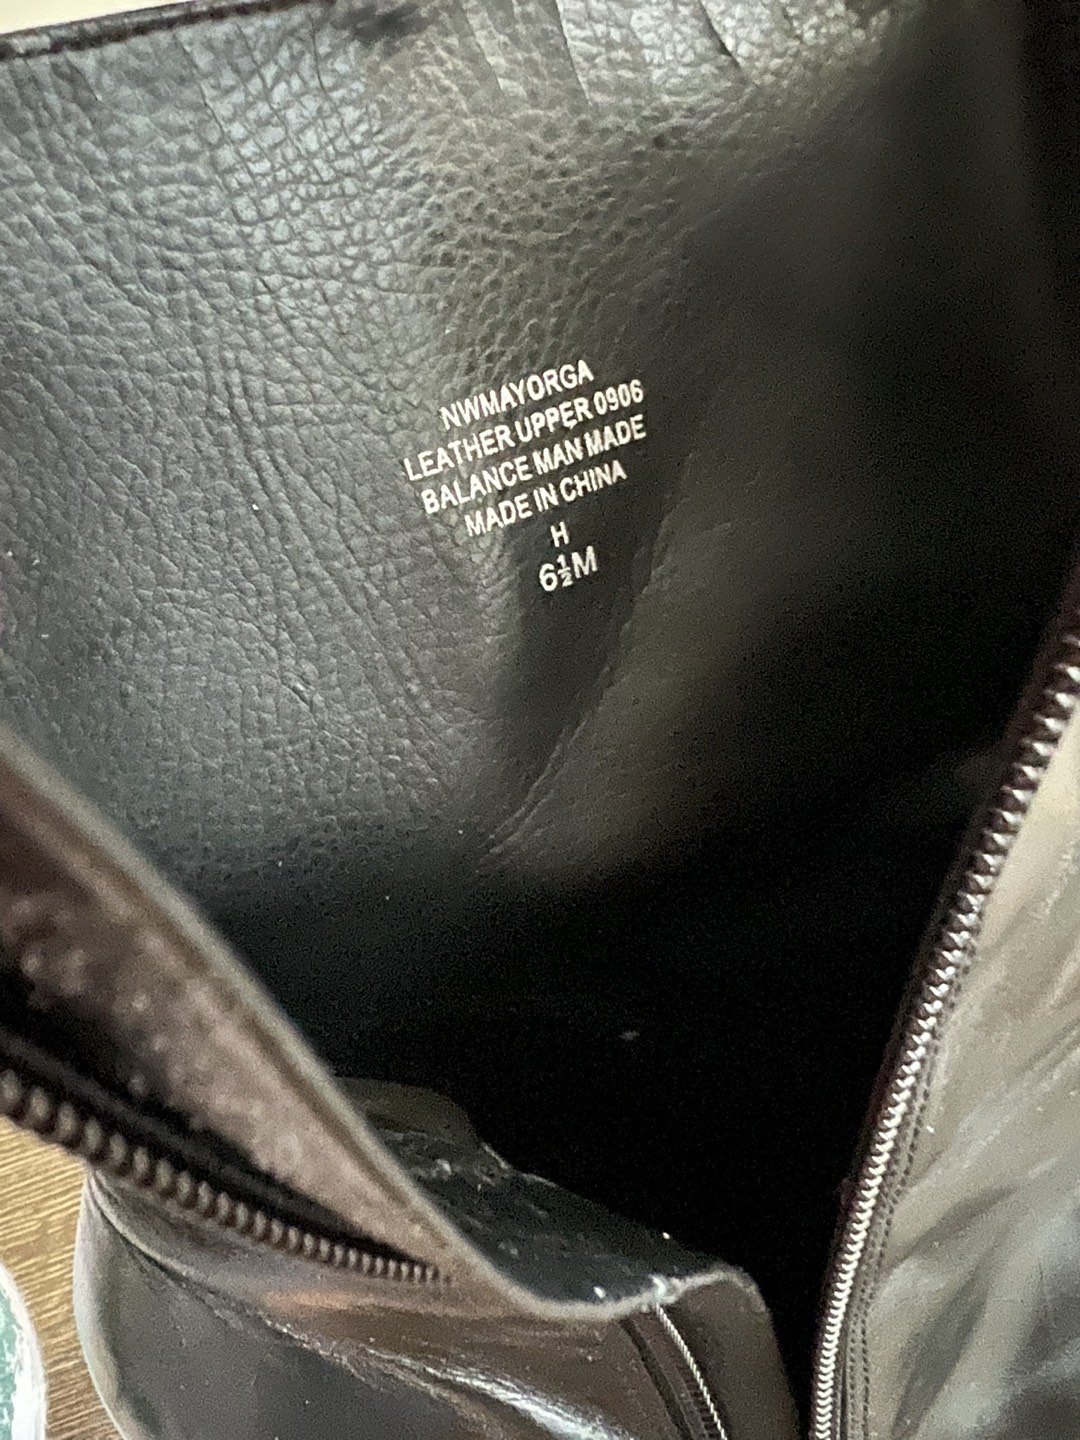 NWMAYORGA
LEATHER UPPER 0906
BALANCE MAN MADE
MADE IN CHINA
H
6½M